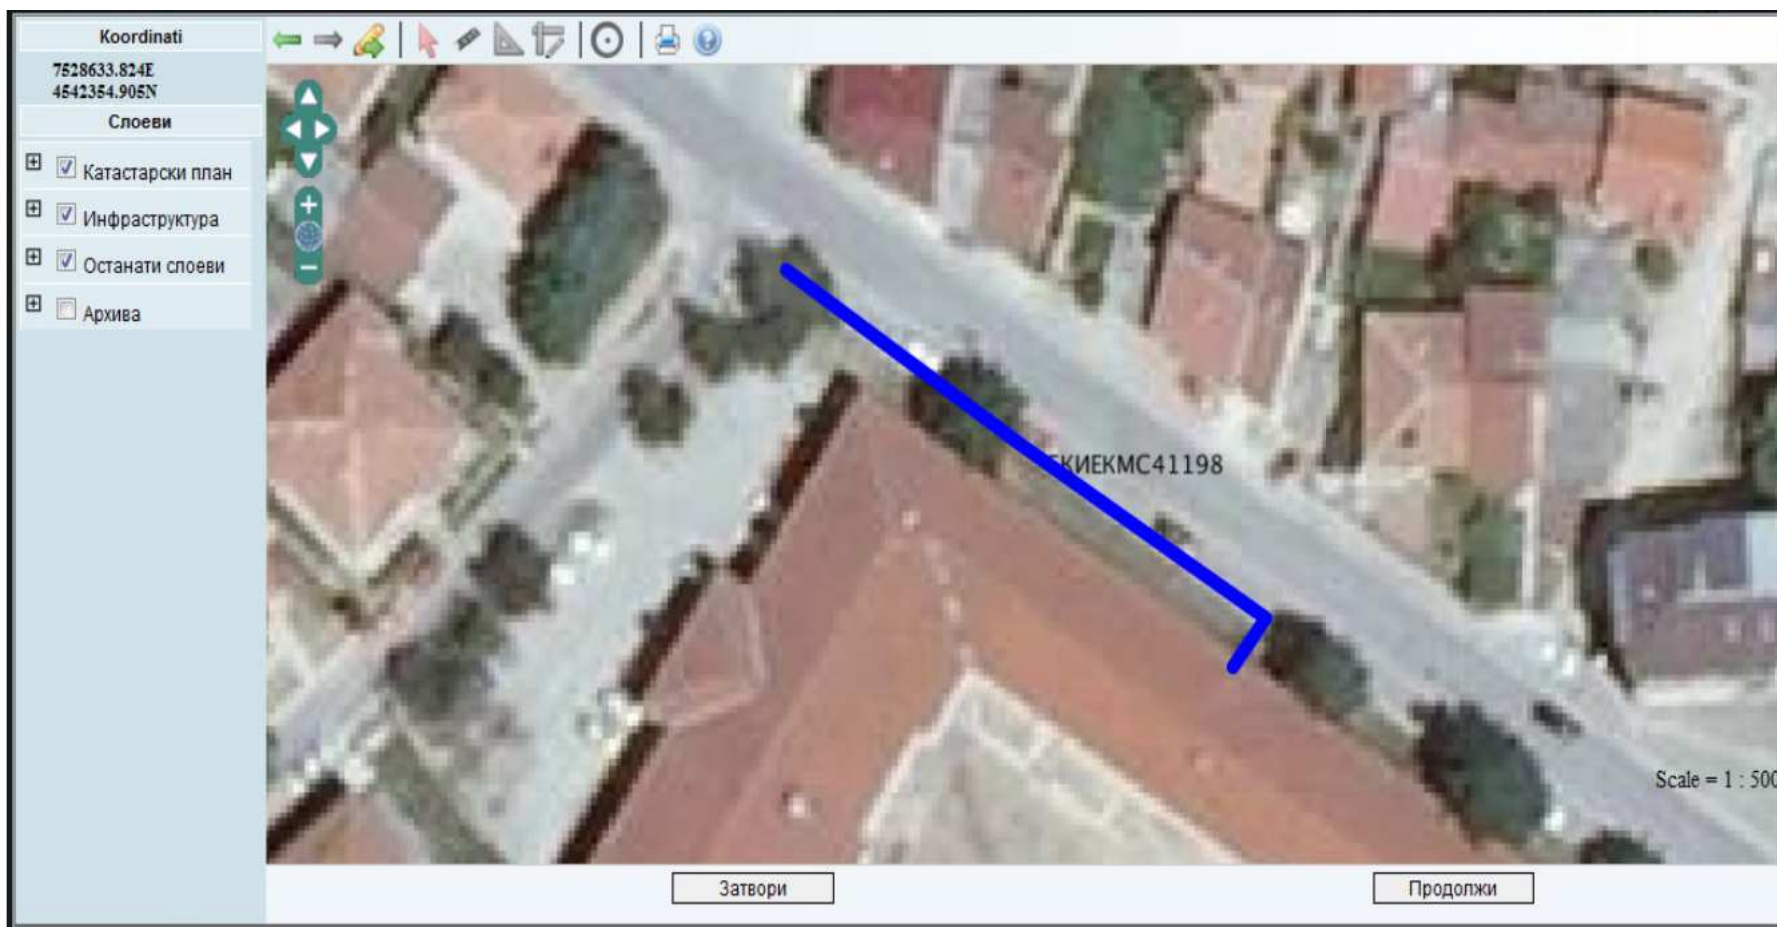 Koordinati
7528633.824E
4542354.905N
Слоеви
Катастарски план
Инфраструктура
Останати слоеви
Архива
КИЕКМС41198
Scale = 1 : 500
Затвори
Продолжи